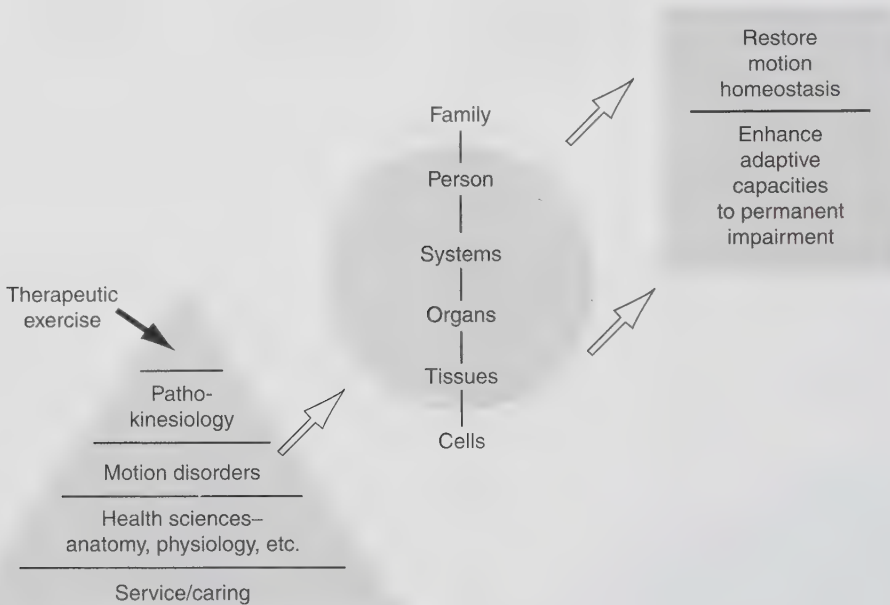 Therapeutic
exercise
Patho-
kinesiology
Motion disorders
Health sciences–
anatomy, physiology, etc.
Service/caring
Family
Person
Systems
Organs
Tissues
Cells
Restore
motion
homeostasis
Enhance
adaptive
capacities
to permanent
impairment